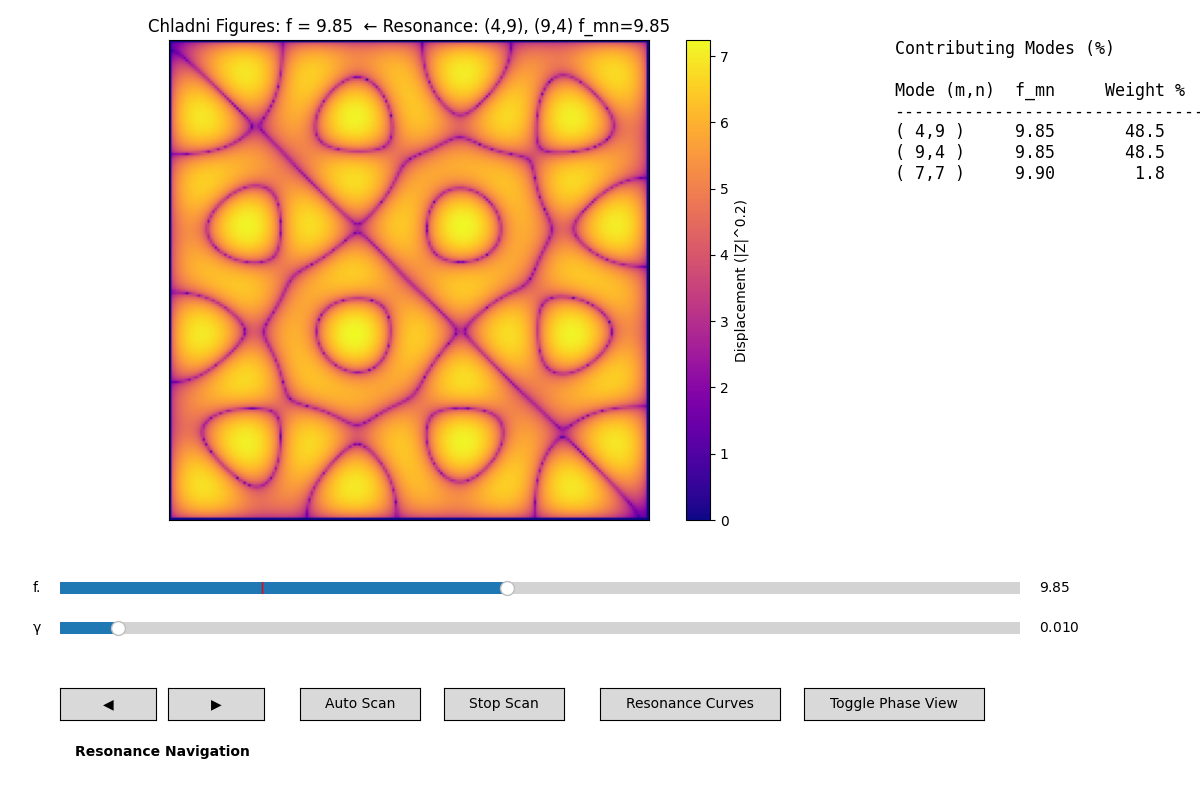 Chladni Figures: f = 9.85 ← Resonance: (4,9), (9,4) f_mn=9.85
7
6
5
4
3
2
1
0
Displacement (|Z|^0.2)
Contributing Modes (%)
Mode (m,n) f_mn Weight %
-------------------------------
( 4,9 ) 9.85 48.5
( 9,4 ) 9.85 48.5
( 7,7 ) 9.90 1.8
f. 9.85
γ 0.010
◀ ▶ Auto Scan Stop Scan Resonance Curves Toggle Phase View
Resonance Navigation